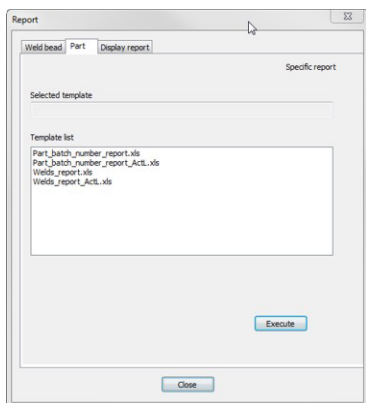 Report
Weld bead Part Display report
Specific report
Selected template
Template list
Part_batch_number_report.xls
Part_batch_number_report_ActL.xls
Welds_report.xls
Welds_report_ActL.xls
Execute
Close